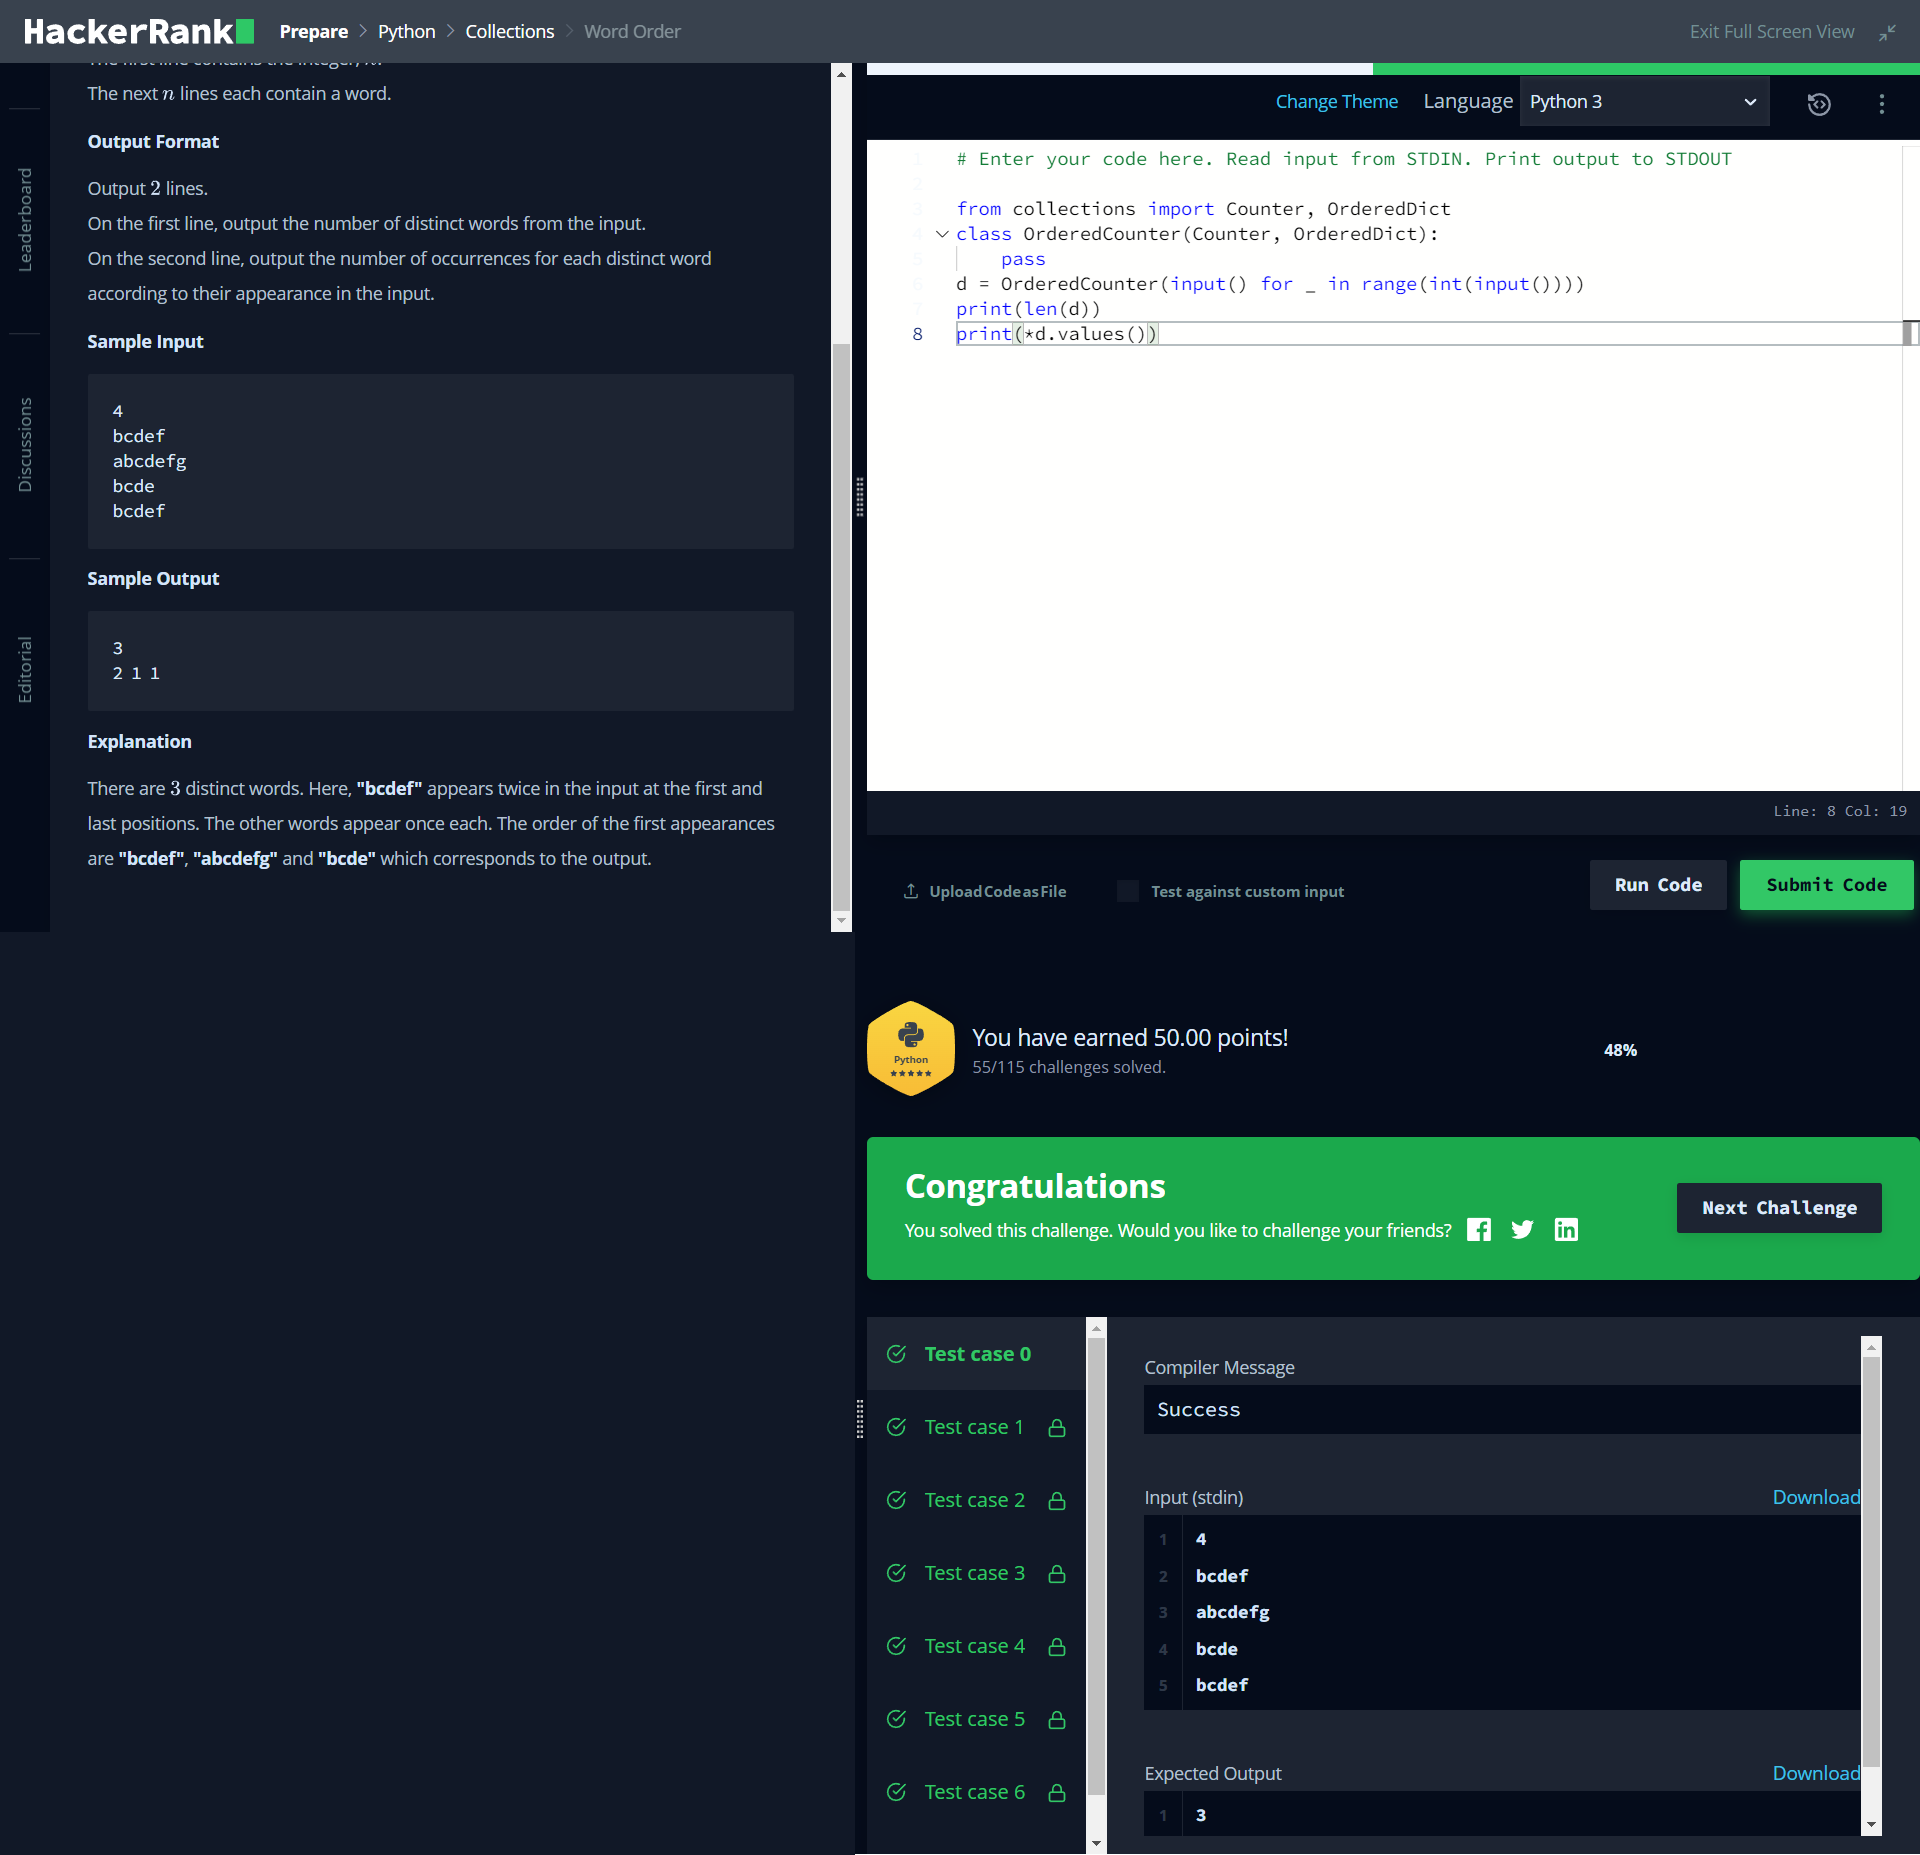 HackerRank
Prepare > Python > Collections > Word Order
Exit Full Screen View
Leaderboard
Discussions
Editorial
The first line contains the integer, n.
The next n lines each contain a word.
Output Format
Output 2 lines.
On the first line, output the number of distinct words from the input.
On the second line, output the number of occurrences for each distinct word
according to their appearance in the input.
Sample Input
4
bcdef
abcdefg
bcde
bcdef
Sample Output
3
2 1 1
Explanation
There are 3 distinct words. Here, "bcdef" appears twice in the input at the first and
last positions. The other words appear once each. The order of the first appearances
are "bcdef", "abcdefg" and "bcde" which corresponds to the output.
Change Theme Language Python 3
1 # Enter your code here. Read input from STDIN. Print output to STDOUT
2
3 from collections import Counter, OrderedDict
4 class OrderedCounter(Counter, OrderedDict):
5 pass
6 d = OrderedCounter(input() for _ in range(int(input())))
7 print(len(d))
8 print(*d.values())
Line: 8 Col: 19
Upload Code as File
Test against custom input
Run Code
Submit Code
Python
You have earned 50.00 points!
55/115 challenges solved.
48%
Congratulations
You solved this challenge. Would you like to challenge your friends?
Next Challenge
Test case 0
Test case 1
Test case 2
Test case 3
Test case 4
Test case 5
Test case 6
Compiler Message
Success
Input (stdin) Download
1 4
2 bcdef
3 abcdefg
4 bcde
5 bcdef
Expected Output Download
1 3